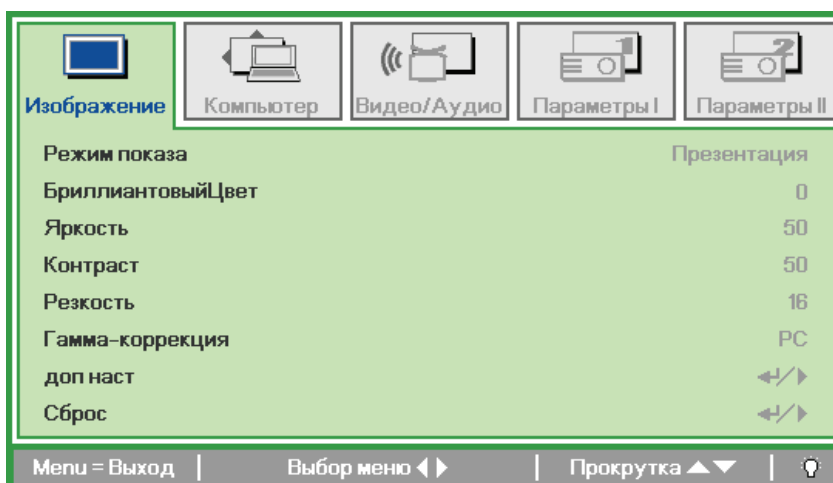 Изображение Компьютер Видео/Аудио Параметры I Параметры II
Режим показа Презентация
БриллиантовыйЦвет 0
Яркость 50
Контраст 50
Резкость 16
Гамма-коррекция PC
доп наст ↵/▶
Сброс ↵/▶
Menu = Выход | Выбор меню ◀▶ | Прокрутка ▲▼ |